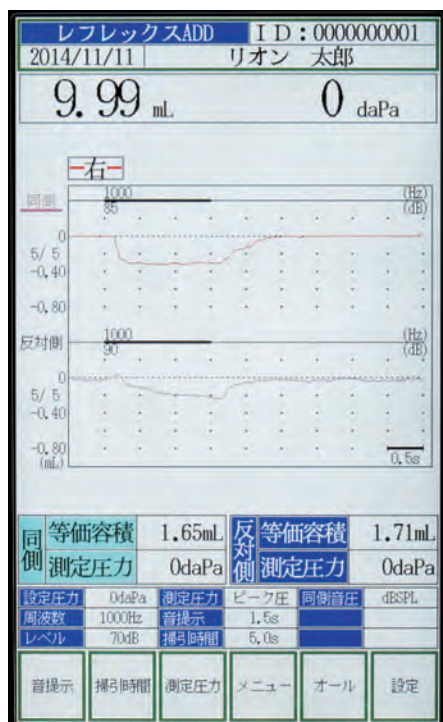 レフレックスADD ID:0000000001
2014/11/11 リオン 太郎
9.99 mL 0 daPa
右
同側 1000 (Hz)
85 (dB)
0
5/ 5
-0.40
-0.80
反対側 1000 (Hz)
90 (dB)
0
5/ 5
-0.40
-0.80
(mL) 0.5s
同側 等価容積 1.65mL 反対側 等価容積 1.71mL
測定圧力 0daPa 測定圧力 0daPa
設定圧力 0daPa 測定圧力 ピーク圧 同側音圧 dBSPL
周波数 1000Hz 音提示 1.5s
レベル 70dB 掃引時間 5.0s
音提示 掃引時間 測定圧力 メニュー オール 設定